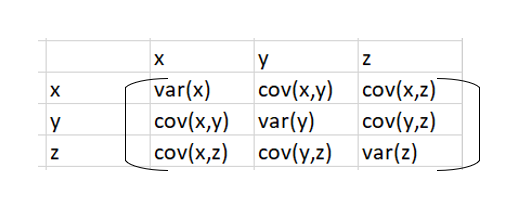 x y z
x var(x) cov(x,y) cov(x,z)
y cov(x,y) var(y) cov(y,z)
z cov(x,z) cov(y,z) var(z)